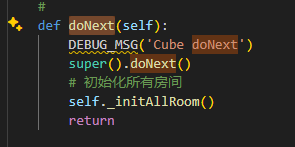 #
def doNext(self):
DEBUG_MSG('Cube doNext')
super().doNext()
# 初始化所有房间
self._initAllRoom()
return